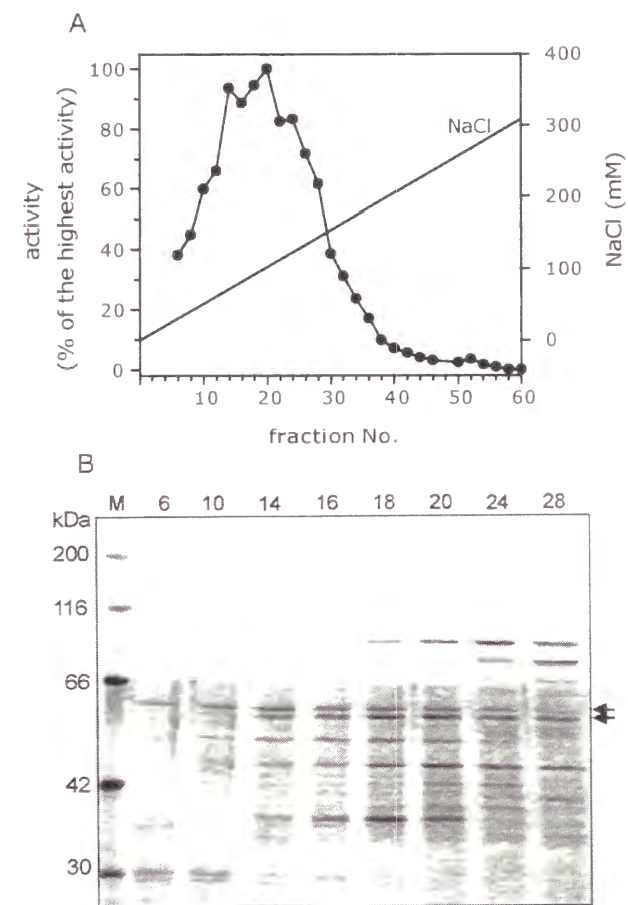 A
activity
(% of the highest activity)
100
80
60
40
20
0
NaCl
400
300
200
100
0
NaCl (mM)
10 20 30 40 50 60
fraction No.
B
kDa M 6 10 14 16 18 20 24 28
200
116
66
42
30